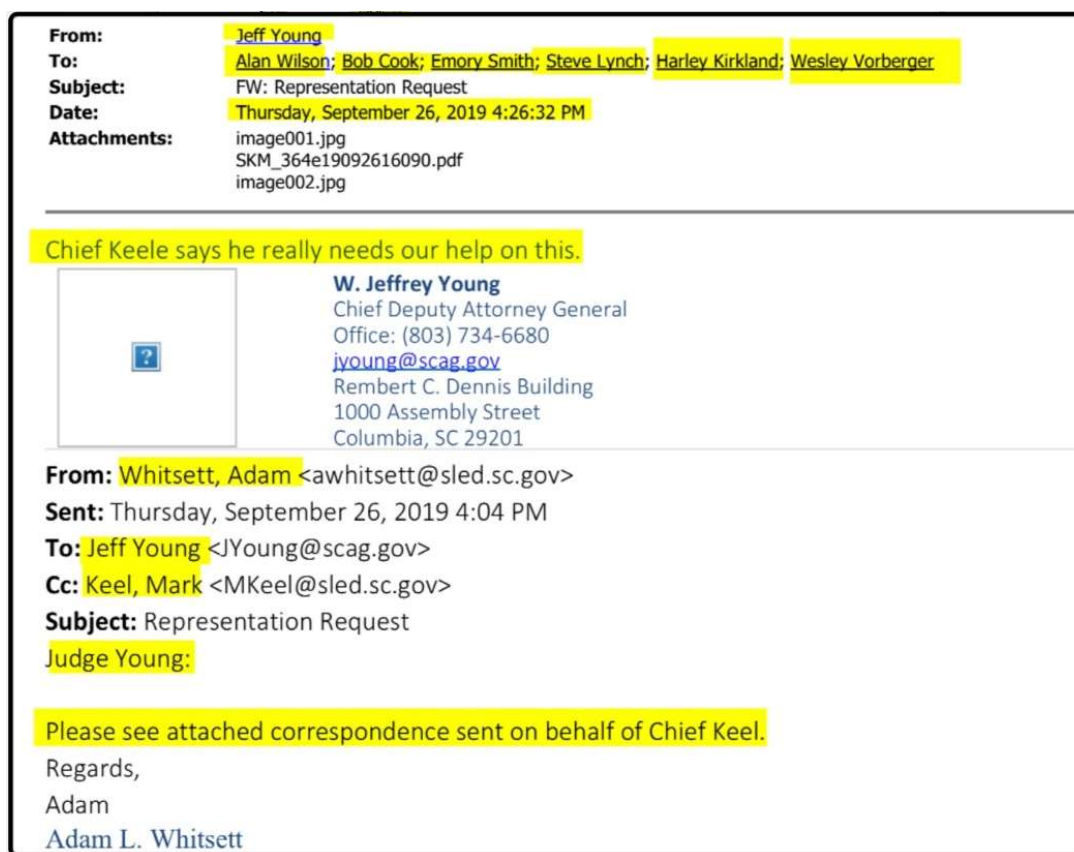 From: Jeff Young
To: Alan Wilson; Bob Cook; Emory Smith; Steve Lynch; Harley Kirkland; Wesley Vorberger
Subject: FW: Representation Request
Date: Thursday, September 26, 2019 4:26:32 PM
Attachments: image001.jpg
SKM_364e19092616090.pdf
image002.jpg
Chief Keele says he really needs our help on this.
W. Jeffrey Young
Chief Deputy Attorney General
Office: (803) 734-6680
jyoung@scag.gov
Rembert C. Dennis Building
1000 Assembly Street
Columbia, SC 29201
From: Whitsett, Adam <awhitsett@sled.sc.gov>
Sent: Thursday, September 26, 2019 4:04 PM
To: Jeff Young <JYoung@scag.gov>
Cc: Keel, Mark <MKeel@sled.sc.gov>
Subject: Representation Request
Judge Young:
Please see attached correspondence sent on behalf of Chief Keel.
Regards,
Adam
Adam L. Whitsett